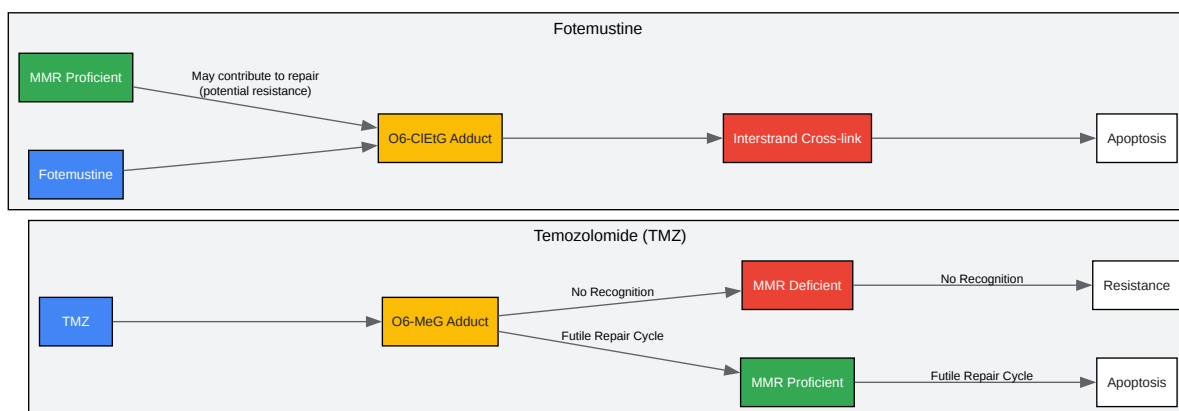 Fotemustine
MMR Proficient
May contribute to repair
(potential resistance)
O6-ClEtG Adduct
Interstrand Cross-link
Apoptosis
Fotemustine
Temozolomide (TMZ)
TMZ
O6-MeG Adduct
No Recognition
MMR Deficient
No Recognition
Resistance
Futile Repair Cycle
MMR Proficient
Futile Repair Cycle
Apoptosis